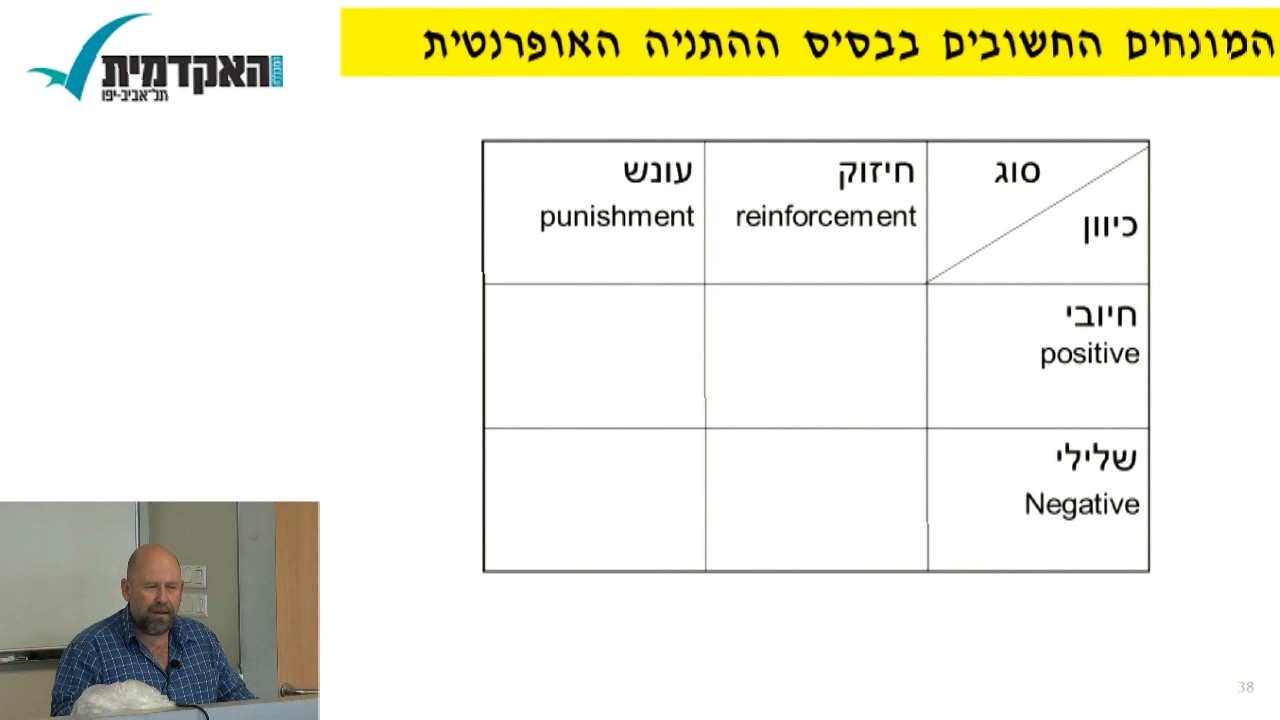 המונחים החשובים בבסיס ההתניה האופרנטית
האקדמית
תל־אביב-יפו
סוג
כיוון
חיזוק
reinforcement
עונש
punishment
חיובי
positive
שלילי
Negative
38